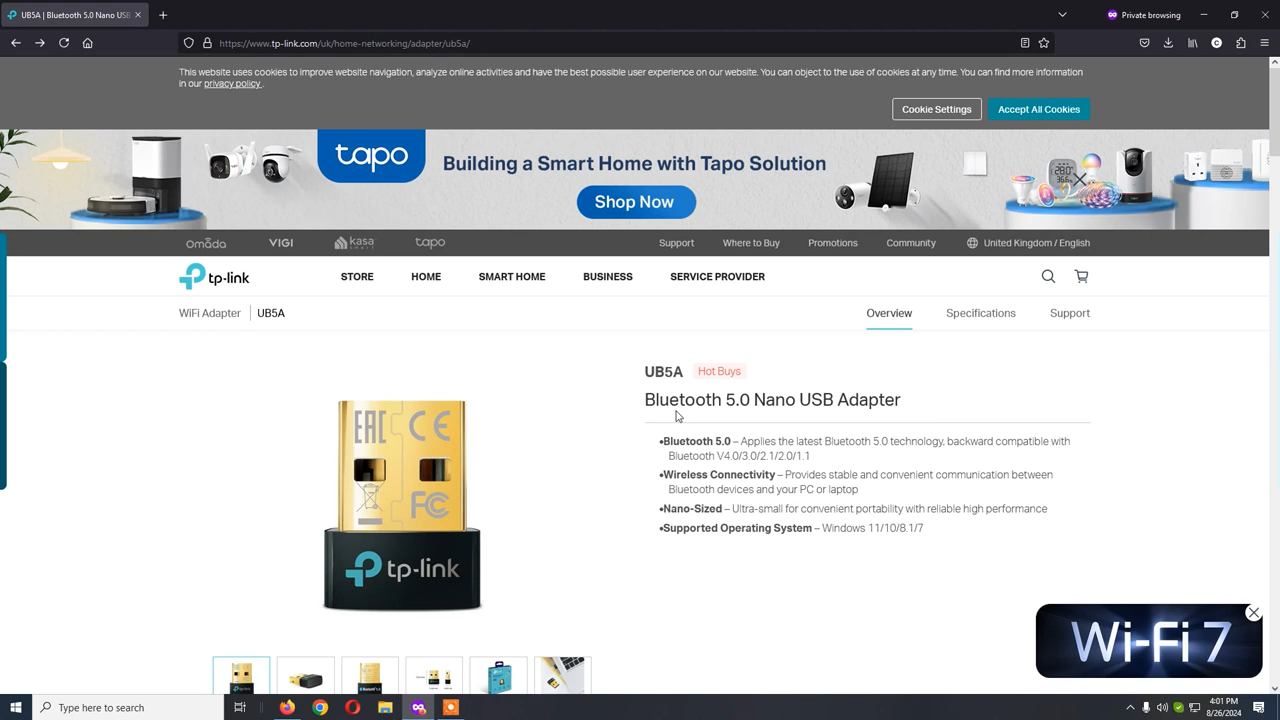 UB5A | Bluetooth 5.0 Nano USB
Private browsing
https://www.tp-link.com/uk/home-networking/adapter/ub5a/
This website uses cookies to improve website navigation, analyze online activities and have the best possible user experience on our website. You can object to the use of cookies at any time. You can find more information
in our privacy policy .
Cookie Settings
Accept All Cookies
tapo
Building a Smart Home with Tapo Solution
Shop Now
omada
VIGI
kasa smart
tapo
Support
Where to Buy
Promotions
Community
United Kingdom / English
tp-link
STORE
HOME
SMART HOME
BUSINESS
SERVICE PROVIDER
WiFi Adapter
UB5A
Overview
Specifications
Support
UB5A
Hot Buys
Bluetooth 5.0 Nano USB Adapter
•Bluetooth 5.0 – Applies the latest Bluetooth 5.0 technology, backward compatible with
Bluetooth V4.0/3.0/2.1/2.0/1.1
•Wireless Connectivity – Provides stable and convenient communication between
Bluetooth devices and your PC or laptop
•Nano-Sized – Ultra-small for convenient portability with reliable high performance
•Supported Operating System – Windows 11/10/8.1/7
EAC CE
FC
tp-link
Wi-Fi 7
Type here to search
4:01 PM
8/26/2024